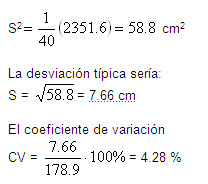 S²= 1/40 (2351.6) = 58.8 cm²
La desviación típica sería:
S = √58.8 = 7.66 cm
El coeficiente de variación
CV = 7.66/178.9 · 100% = 4.28 %